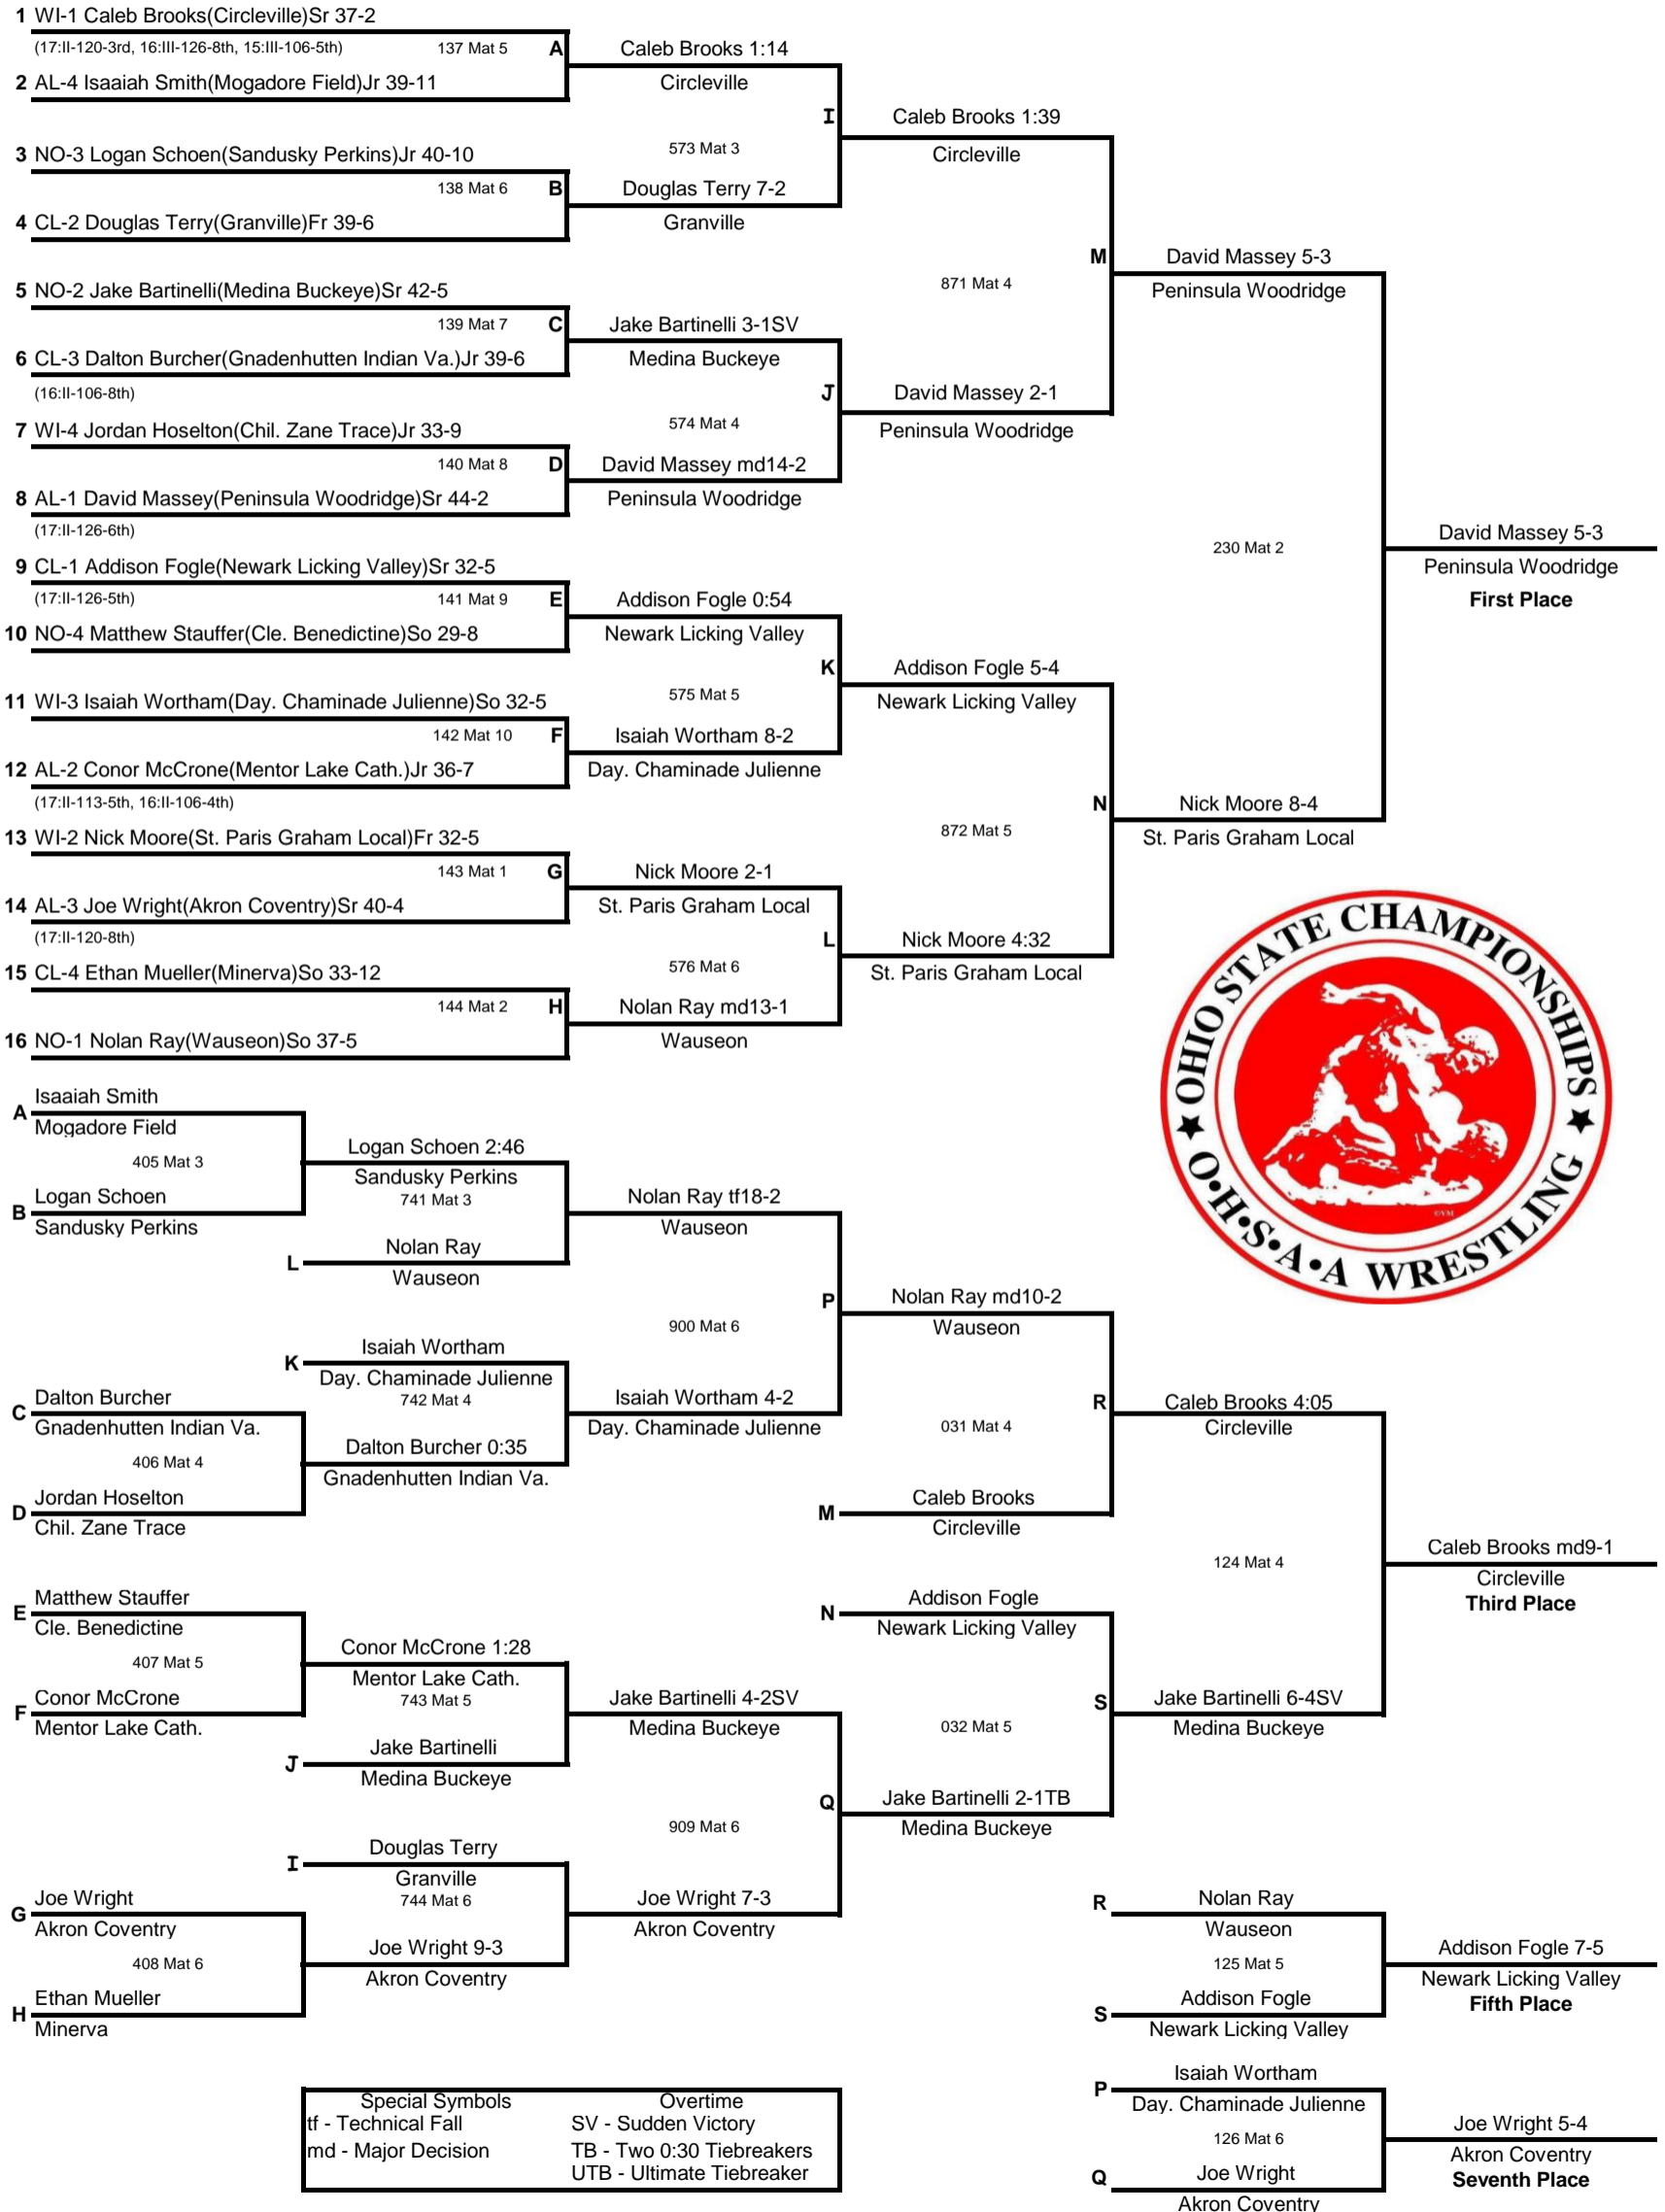 1 WI-1 Caleb Brooks(Circleville)Sr 37-2
(17:II-120-3rd, 16:III-126-8th, 15:III-106-5th) 137 Mat 5 A
2 AL-4 Isaaiah Smith(Mogadore Field)Jr 39-11
Caleb Brooks 1:14
Circleville
I
573 Mat 3
3 NO-3 Logan Schoen(Sandusky Perkins)Jr 40-10
138 Mat 6 B
4 CL-2 Douglas Terry(Granville)Fr 39-6
Douglas Terry 7-2
Granville
Caleb Brooks 1:39
Circleville
M
871 Mat 4
5 NO-2 Jake Bartinelli(Medina Buckeye)Sr 42-5
139 Mat 7 C
6 CL-3 Dalton Burcher(Gnadenhutten Indian Va.)Jr 39-6
(16:II-106-8th)
Jake Bartinelli 3-1SV
Medina Buckeye
J
574 Mat 4
7 WI-4 Jordan Hoselton(Chil. Zane Trace)Jr 33-9
140 Mat 8 D
8 AL-1 David Massey(Peninsula Woodridge)Sr 44-2
(17:II-126-6th)
David Massey md14-2
Peninsula Woodridge
David Massey 2-1
Peninsula Woodridge
David Massey 5-3
Peninsula Woodridge
230 Mat 2
David Massey 5-3
Peninsula Woodridge
First Place
9 CL-1 Addison Fogle(Newark Licking Valley)Sr 32-5
(17:II-126-5th) 141 Mat 9 E
10 NO-4 Matthew Stauffer(Cle. Benedictine)So 29-8
Addison Fogle 0:54
Newark Licking Valley
K
575 Mat 5
11 WI-3 Isaiah Wortham(Day. Chaminade Julienne)So 32-5
142 Mat 10 F
12 AL-2 Conor McCrone(Mentor Lake Cath.)Jr 36-7
(17:II-113-5th, 16:II-106-4th)
Isaiah Wortham 8-2
Day. Chaminade Julienne
Addison Fogle 5-4
Newark Licking Valley
N
872 Mat 5
13 WI-2 Nick Moore(St. Paris Graham Local)Fr 32-5
143 Mat 1 G
14 AL-3 Joe Wright(Akron Coventry)Sr 40-4
(17:II-120-8th)
Nick Moore 2-1
St. Paris Graham Local
L
576 Mat 6
15 CL-4 Ethan Mueller(Minerva)So 33-12
144 Mat 2 H
16 NO-1 Nolan Ray(Wauseon)So 37-5
Nolan Ray md13-1
Wauseon
Nick Moore 4:32
St. Paris Graham Local
Nick Moore 8-4
St. Paris Graham Local
★ OHIO STATE CHAMPIONSHIPS ★
O•H•S•A•A WRESTLING
©VM
A Isaaiah Smith
Mogadore Field
405 Mat 3
B Logan Schoen
Sandusky Perkins
Logan Schoen 2:46
Sandusky Perkins
741 Mat 3
L Nolan Ray
Wauseon
Nolan Ray tf18-2
Wauseon
P
900 Mat 6
K Isaiah Wortham
Day. Chaminade Julienne
742 Mat 4
C Dalton Burcher
Gnadenhutten Indian Va.
406 Mat 4
D Jordan Hoselton
Chil. Zane Trace
Dalton Burcher 0:35
Gnadenhutten Indian Va.
Isaiah Wortham 4-2
Day. Chaminade Julienne
Nolan Ray md10-2
Wauseon
R
031 Mat 4
M Caleb Brooks
Circleville
Caleb Brooks 4:05
Circleville
124 Mat 4
Caleb Brooks md9-1
Circleville
Third Place
E Matthew Stauffer
Cle. Benedictine
407 Mat 5
F Conor McCrone
Mentor Lake Cath.
Conor McCrone 1:28
Mentor Lake Cath.
743 Mat 5
J Jake Bartinelli
Medina Buckeye
Jake Bartinelli 4-2SV
Medina Buckeye
Q
909 Mat 6
I Douglas Terry
Granville
744 Mat 6
G Joe Wright
Akron Coventry
408 Mat 6
H Ethan Mueller
Minerva
Joe Wright 9-3
Akron Coventry
Joe Wright 7-3
Akron Coventry
N Addison Fogle
Newark Licking Valley
S
032 Mat 5
Jake Bartinelli 2-1TB
Medina Buckeye
Jake Bartinelli 6-4SV
Medina Buckeye
R Nolan Ray
Wauseon
125 Mat 5
S Addison Fogle
Newark Licking Valley
Addison Fogle 7-5
Newark Licking Valley
Fifth Place
P Isaiah Wortham
Day. Chaminade Julienne
126 Mat 6
Q Joe Wright
Akron Coventry
Joe Wright 5-4
Akron Coventry
Seventh Place
Special Symbols Overtime
tf - Technical Fall SV - Sudden Victory
md - Major Decision TB - Two 0:30 Tiebreakers
UTB - Ultimate Tiebreaker